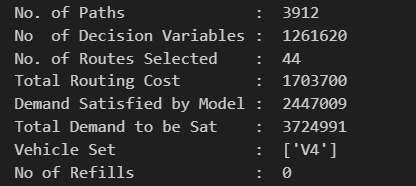 No. of Paths : 3912
No  of Decision Variables : 1261620
No. of Routes Selected : 44
Total Routing Cost : 1703700
Demand Satisfied by Model : 2447009
Total Demand to be Sat : 3724991
Vehicle Set : ['V4']
No of Refills : 0